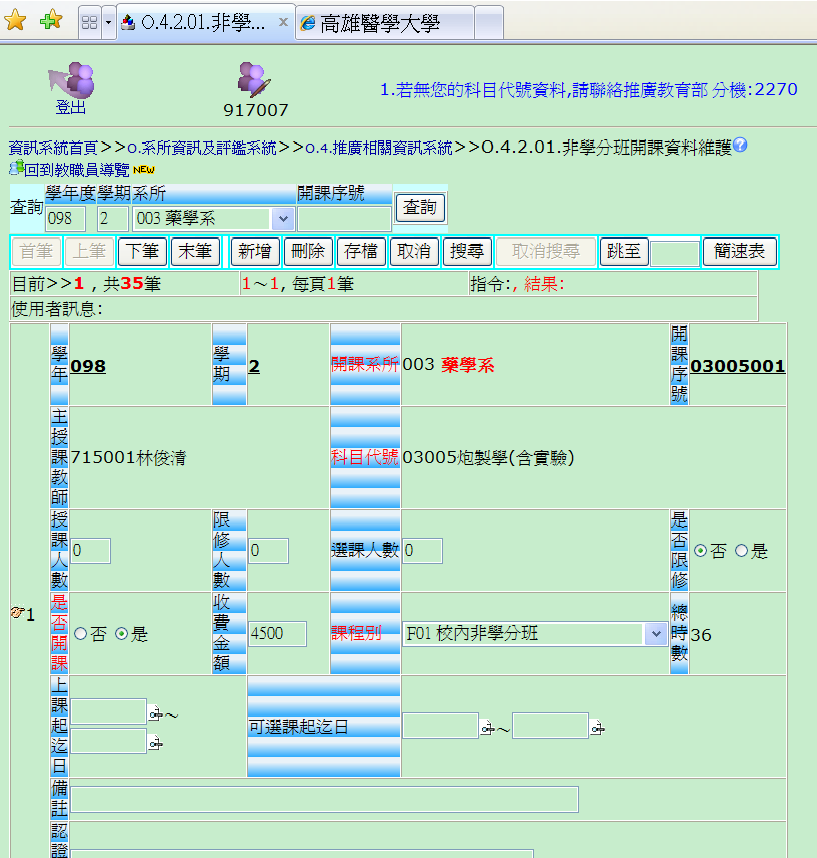 O.4.2.01.非學... × 高雄醫學大學
登出
917007
1.若無您的科目代號資料,請聯絡推廣教育部 分機:2270
資訊系統首頁>>O.系所資訊及評鑑系統>>O.4.推廣相關資訊系統>>O.4.2.01.非學分班開課資料維護
回到教職員導覽 NEW
查詢 學年度 學期 系所 開課序號 查詢
098 2 003 藥學系
首筆 上筆 下筆 末筆 新增 刪除 存檔 取消 搜尋 取消搜尋 跳至 簡速表
目前>>1 , 共35筆 1～1, 每頁1筆 指令:, 結果:
使用者訊息:
學年 098 學期 2 開課系所 003 藥學系 開課序號 03005001
主授課教師 715001林俊清 科目代號 03005炮製學(含實驗)
授課人數 0 限修人數 0 選課人數 0 是否限修 否 是
1 是否開課 否 是 收費金額 4500 課程別 F01 校內非學分班 總時數 36
上課起迄日 ～ 可選課起迄日 ～
備註
認證